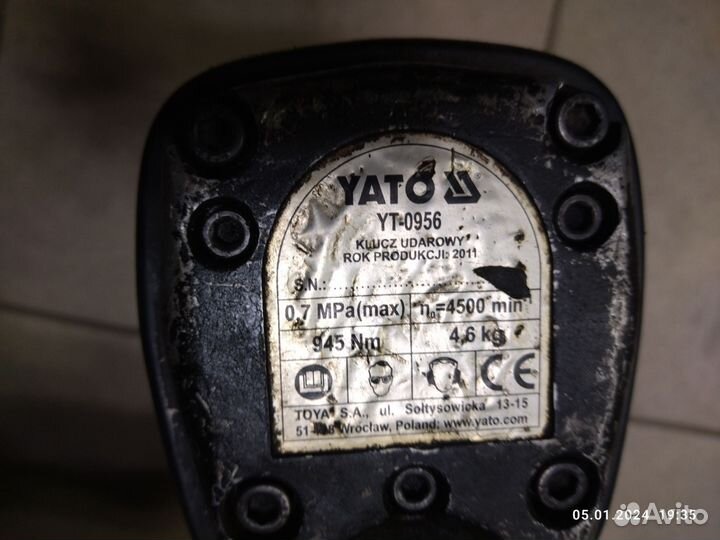 YATO
YT-0956
KLUCZ UDAROWY
ROK PRODUKCJI: 2011
S.N.:
0,7 MPa(max) n₀=4500 min
945 Nm 4,6 kg
CE
TOYA S.A., ul. Sołtysowicka 13-15
Wrocław, Poland; www.yato.com
05.01.2024 19:35
Avito